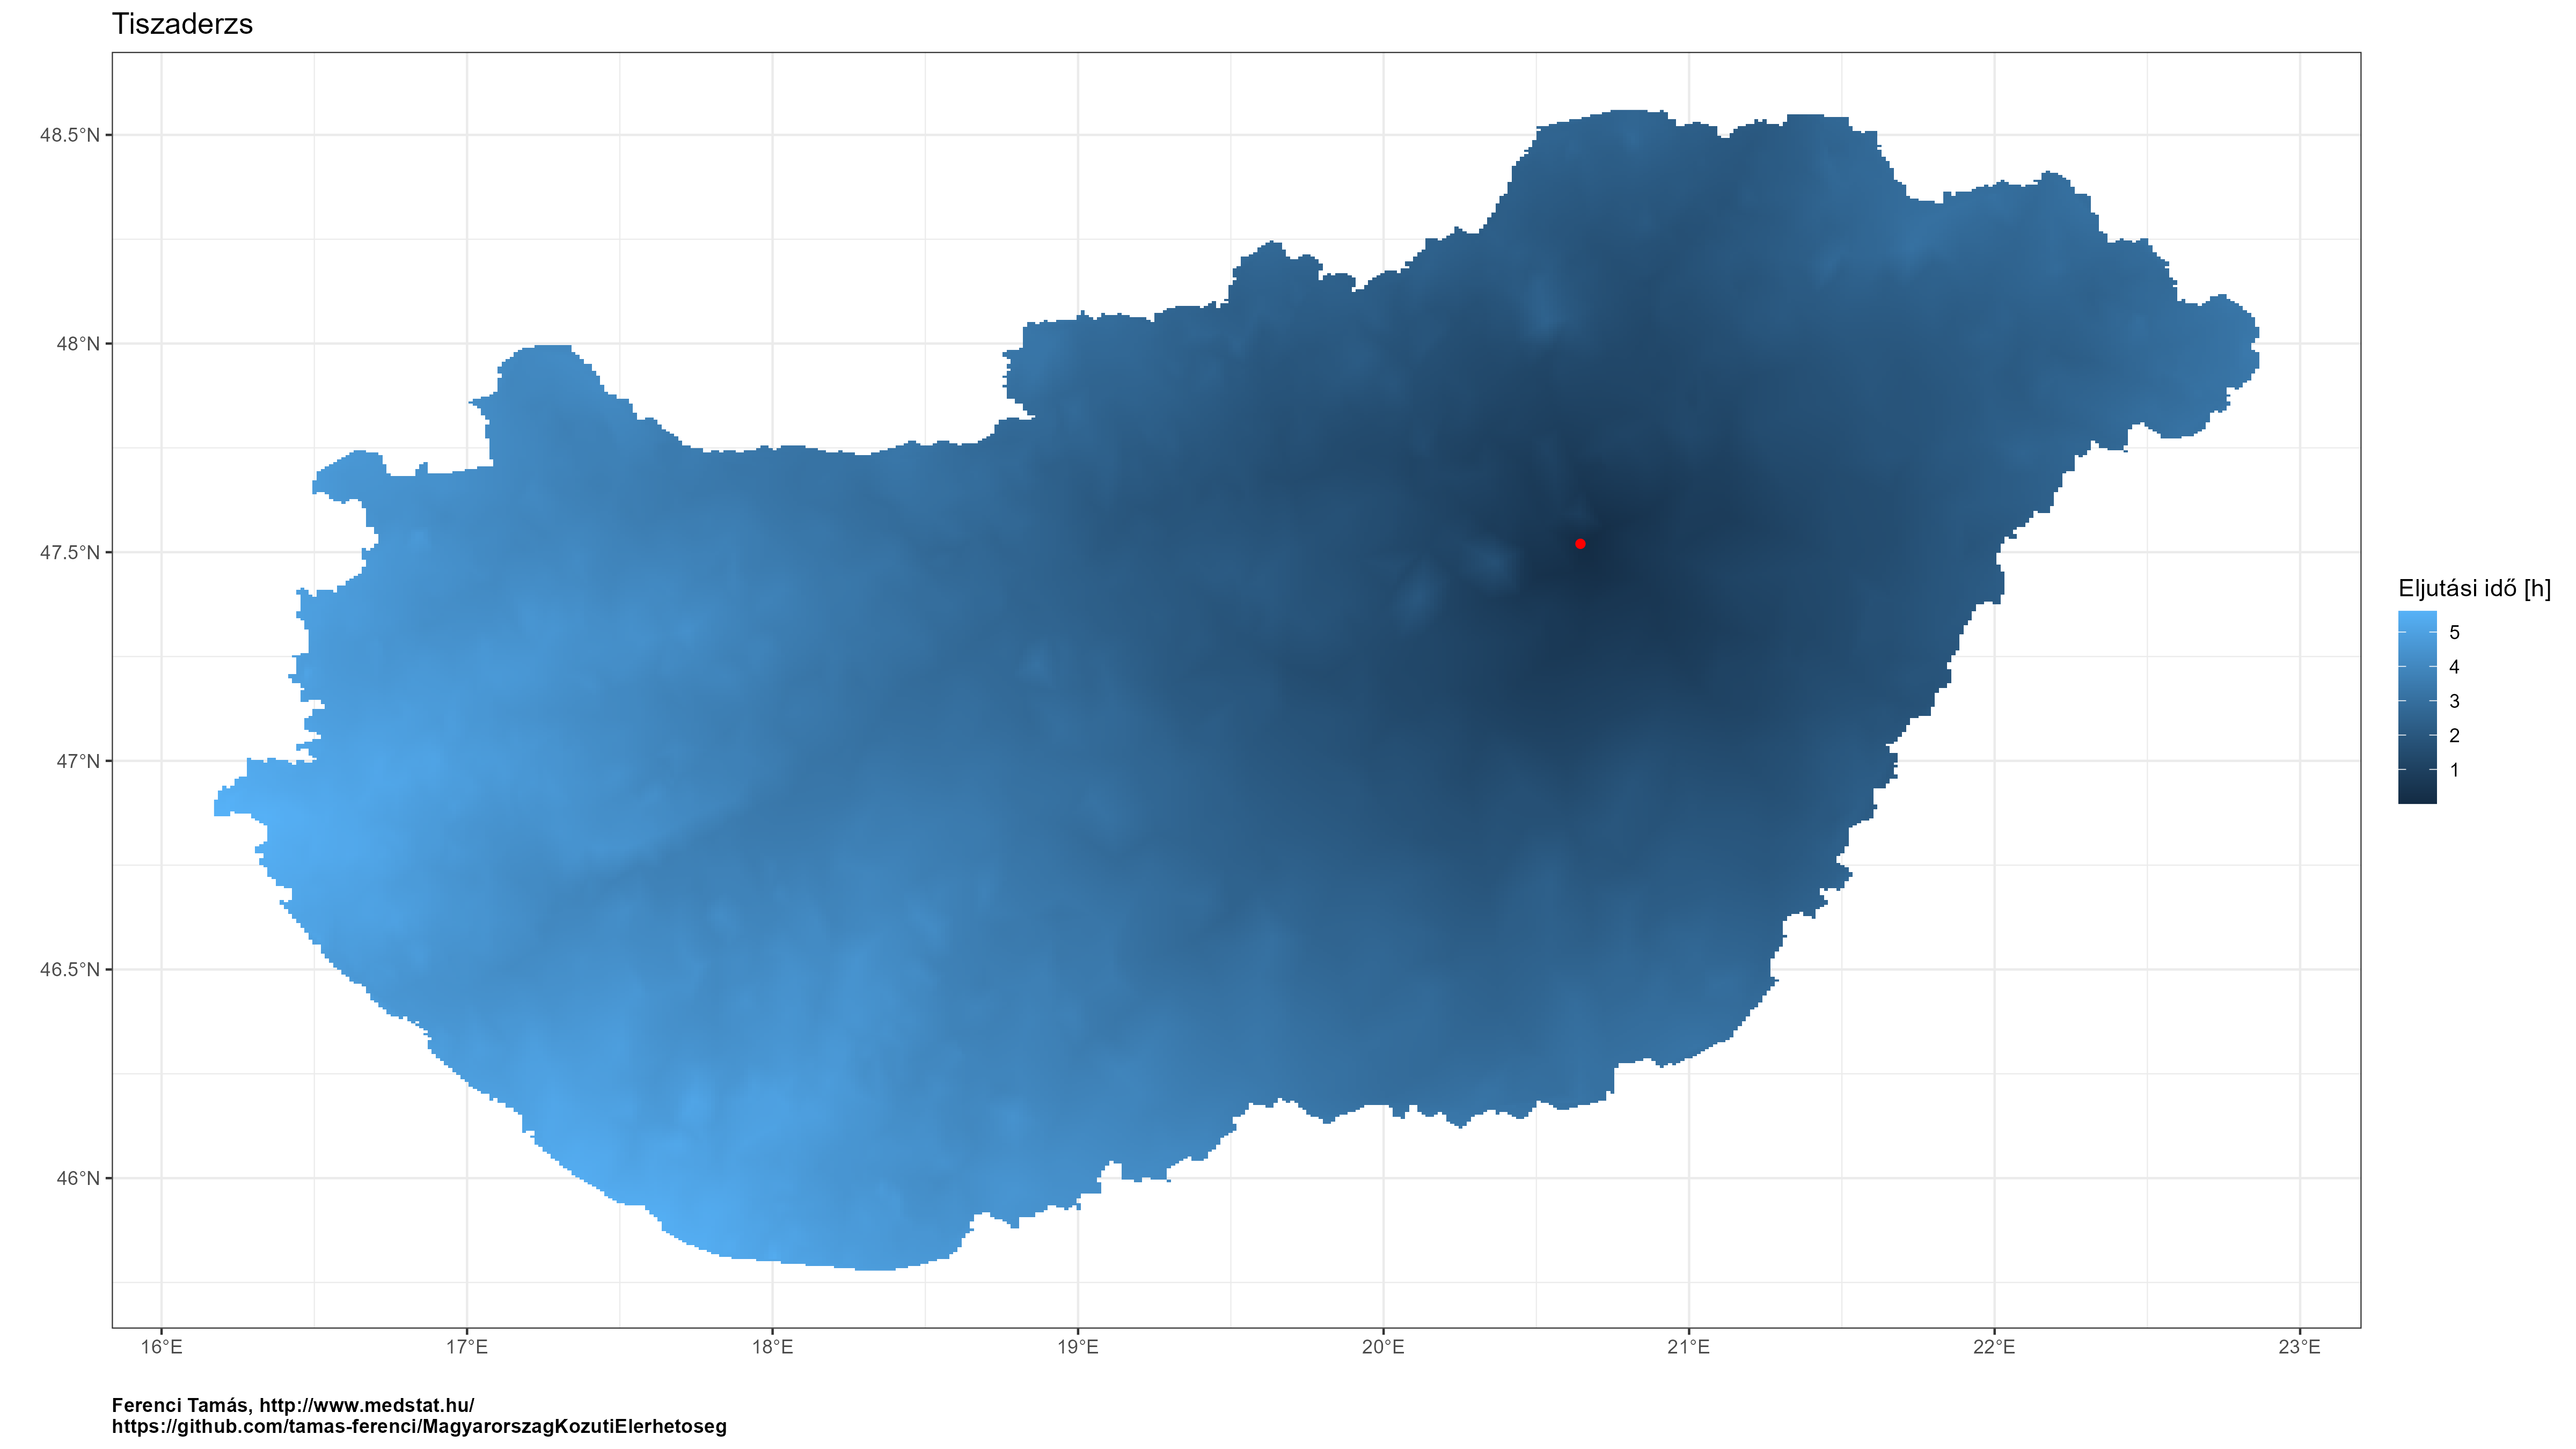 Tiszaderzs
48.5°N
48°N
47.5°N
47°N
46.5°N
46°N
16°E 17°E 18°E 19°E 20°E 21°E 22°E 23°E
Eljutási idő [h]
5
4
3
2
1
Ferenci Tamás, http://www.medstat.hu/
https://github.com/tamas-ferenci/MagyarorszagKozutiElerhetoseg